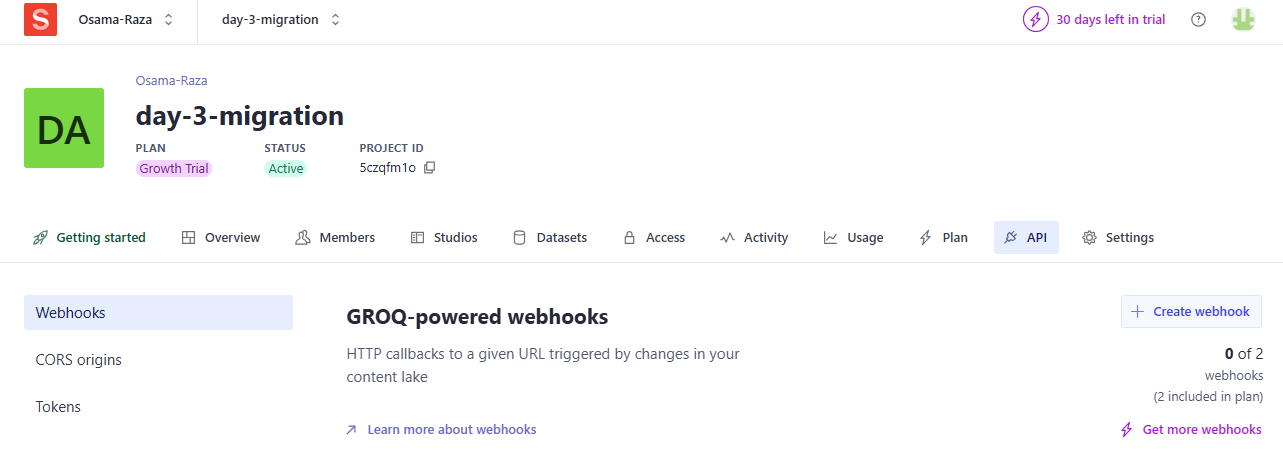 S Osama-Raza day-3-migration 30 days left in trial
Osama-Raza
DA
day-3-migration
PLAN STATUS PROJECT ID
Growth Trial Active 5czqfm1o
Getting started Overview Members Studios Datasets Access Activity Usage Plan API Settings
Webhooks
CORS origins
Tokens
GROQ-powered webhooks
HTTP callbacks to a given URL triggered by changes in your
content lake
Learn more about webhooks
Create webhook
0 of 2
webhooks
(2 included in plan)
Get more webhooks